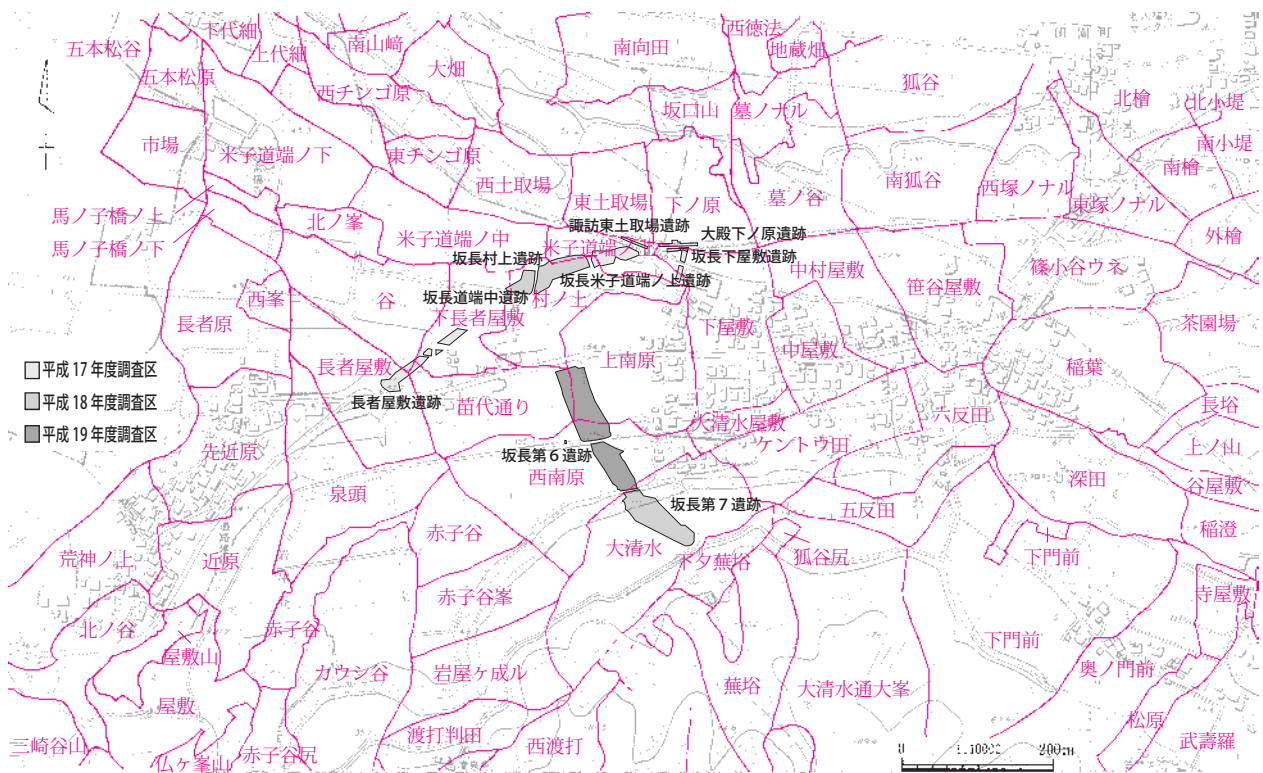 五本松谷
下代細
上代細
南山﨑
大畑
南向田
西徳法
地蔵畑
五本松原
西チンゴ原
坂口山
墓ノナル
狐谷
北檜
北小堤
南小堤
市場
米子道端ノ下
東チンゴ原
西土取場
東土取場
下ノ原
墓ノ谷
南狐谷
西塚ノナル
南檜
東塚ノナル
外檜
馬ノ子橋ノ上
馬ノ子橋ノ下
北ノ峯
米子道端ノ中
諏訪東土取場遺跡
大殿下ノ原遺跡
米子道端
坂長村上遺跡
坂長下屋敷遺跡
坂長米子道端ノ上遺跡
中村屋敷
笹谷屋敷
篠小谷ウネ
西峯
谷
坂長道端中遺跡
村ノ上
下長者屋敷
長者原
下屋敷
中屋敷
茶園場
平成17年度調査区
平成18年度調査区
平成19年度調査区
長者屋敷
長者屋敷遺跡
苗代通り
上南原
稲葉
長峪
先近原
大清水屋敷
六反田
上ノ山
坂長第6遺跡
西南原
ケントウ田
深田
谷屋敷
泉頭
坂長第7遺跡
五反田
稲澄
赤子谷
大清水
下タ蕪峪
狐谷尻
下門前
荒神ノ上
近原
赤子谷峯
寺屋敷
北ノ谷
赤子谷
屋敷山
カウシ谷
岩屋ヶ成ル
蕪峪
大清水通大峯
下門前
奥ノ門前
屋敷
松原
三崎谷山
仏ヶ峯山
赤子谷尻
渡打判田
西渡打
武壽羅
0
200m